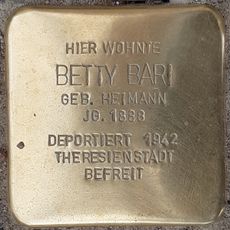 HIER WOHNTE
BETTY BARI
GEB. HEIMANN
JG. 1888
DEPORTIERT 1942
THERESIENSTADT
BEFREIT